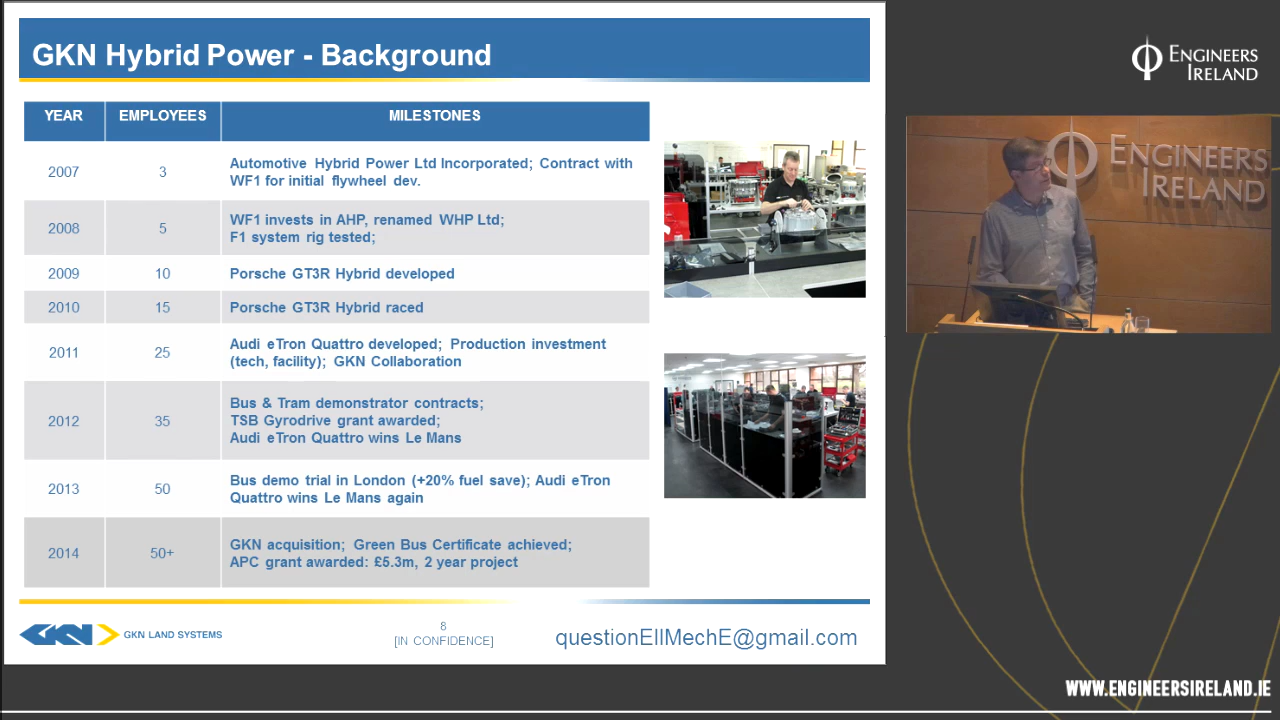 GKN Hybrid Power - Background
YEAR EMPLOYEES MILESTONES
2007 3 Automotive Hybrid Power Ltd Incorporated; Contract with
WF1 for initial flywheel dev.
2008 5 WF1 invests in AHP, renamed WHP Ltd;
F1 system rig tested;
2009 10 Porsche GT3R Hybrid developed
2010 15 Porsche GT3R Hybrid raced
2011 25 Audi eTron Quattro developed; Production investment
(tech, facility); GKN Collaboration
2012 35 Bus & Tram demonstrator contracts;
TSB Gyrodrive grant awarded;
Audi eTron Quattro wins Le Mans
2013 50 Bus demo trial in London (+20% fuel save); Audi eTron
Quattro wins Le Mans again
2014 50+ GKN acquisition; Green Bus Certificate achieved;
APC grant awarded: £5.3m, 2 year project
GKN GKN LAND SYSTEMS
8
[IN CONFIDENCE]
questionEIIMechE@gmail.com
ENGINEERS
IRELAND
ENGINEERS
IRELAND
WWW.ENGINEERSIRELAND.IE